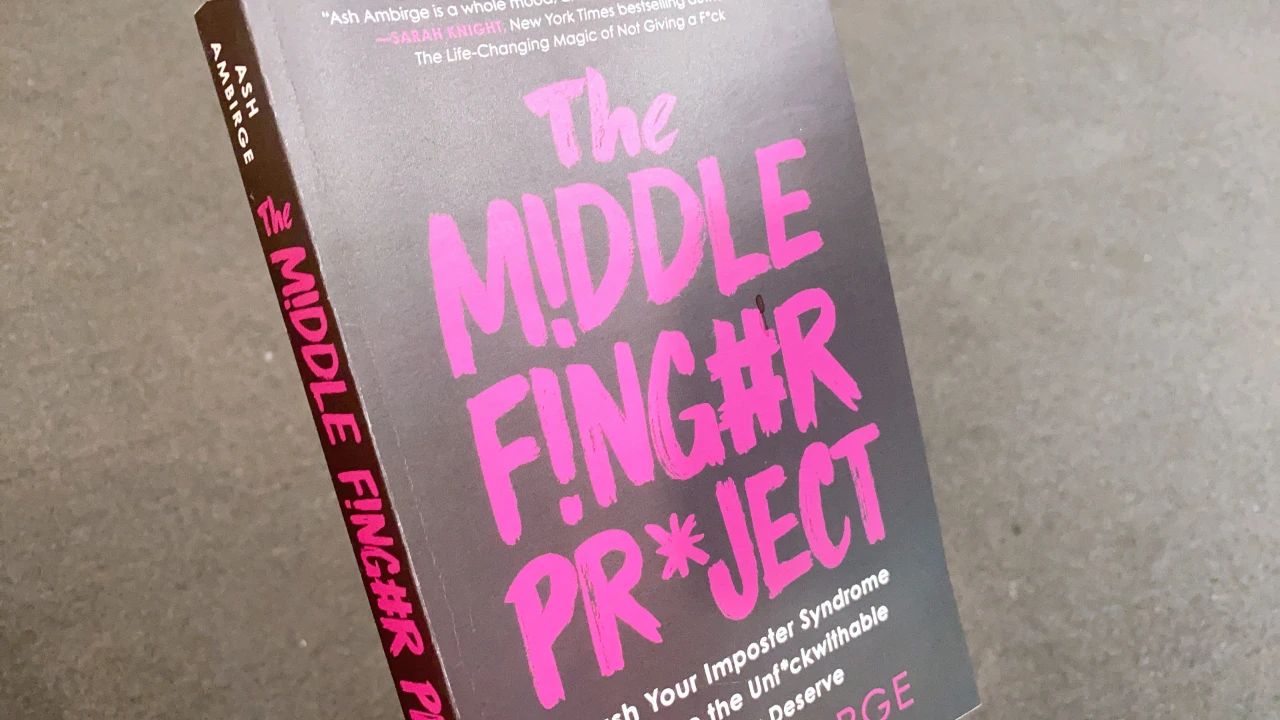 "Ash Ambirge is a whole mood,
—SARAH KNIGHT, New York Times bestselling
The Life-Changing Magic of Not Giving a F*ck
The
M!DDLE
F!NG#R
PR*JECT
Your Imposter Syndrome
the Unf*ckwithable
Deserve
ASH
AMBIRGE
The
M!DDLE
F!NG#R